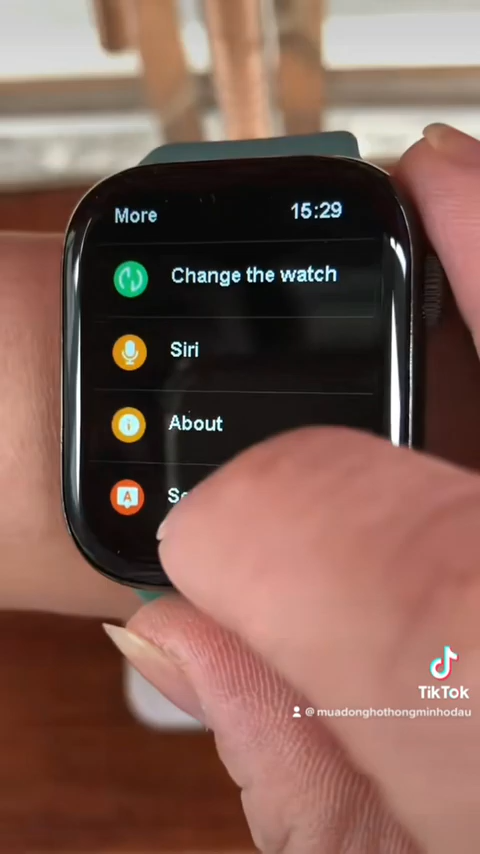 More
15:29
Change the watch
Siri
About
A
TikTok
@ muadonghothongminhodau